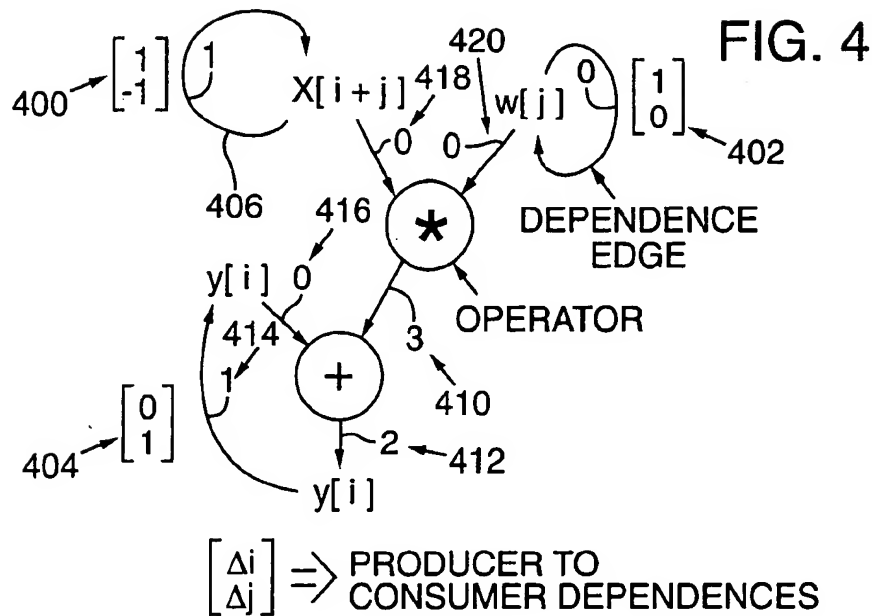 FIG. 4
400
[1 -1]
1
X[i+j]
418
420
w[j]
0
[1 0]
402
406
0
0
DEPENDENCE
EDGE
416
*
y[i]
0
OPERATOR
414
3
1
+
410
404
[0 1]
2
412
y[i]
[Δi Δj] ⇒ PRODUCER TO
CONSUMER DEPENDENCES